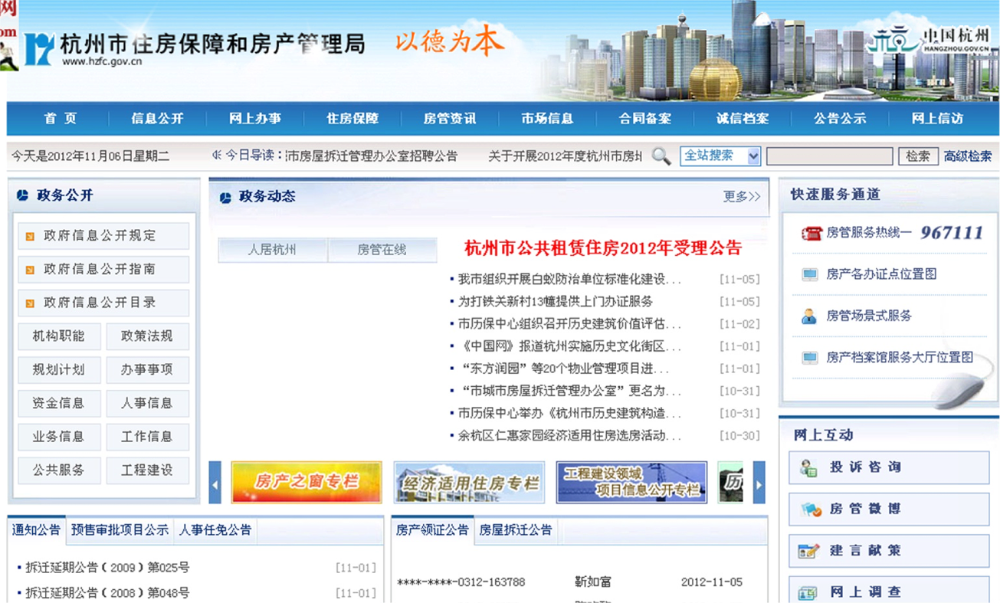 网
om
杭州市住房保障和房产管理局
www.hzfc.gov.cn
以德为本
中国杭州
HANGZHOU.GOV.CN
首 页 信息公开 网上办事 住房保障 房管资讯 市场信息 合同备案 诚信档案 公告公示 网上信访
今天是2012年11月06日星期二 今日导读：市房屋拆迁管理办公室招聘公告 关于开展2012年度杭州市房 全站搜索 检索 高级检索
政务公开
政府信息公开规定
政府信息公开指南
政府信息公开目录
机构职能 政策法规
规划计划 办事事项
资金信息 人事信息
业务信息 工作信息
公共服务 工程建设
政务动态 更多>>
人居杭州 房管在线
杭州市公共租赁住房2012年受理公告
我市组织开展白蚁防治单位标准化建设... [11-05]
为打铁关新村13幢提供上门办证服务 [11-05]
市历保中心组织召开历史建筑价值评估... [11-02]
《中国网》报道杭州实施历史文化街区... [11-01]
“东方润园”等20个物业管理项目进... [11-01]
“市城市房屋拆迁管理办公室”更名为... [10-31]
市历保中心举办《杭州市历史建筑构造... [10-31]
余杭区仁惠家园经济适用住房选房活动... [10-30]
房产之窗专栏 经济适用住房专栏 工程建设领域
项目信息公开专栏 历
快速服务通道
房管服务热线— 967111
房产各办证点位置图
房管场景式服务
房产档案馆服务大厅位置图
网上互动
投诉咨询
房管微博
建言献策
网上调查
通知公告 预售审批项目公示 人事任免公告
拆迁延期公告（2009）第025号 [11-01]
拆迁延期公告（2008）第048号 [11-01]
房产领证公告 房屋拆迁公告
****-****-0312-163788 靳如富 2012-11-05